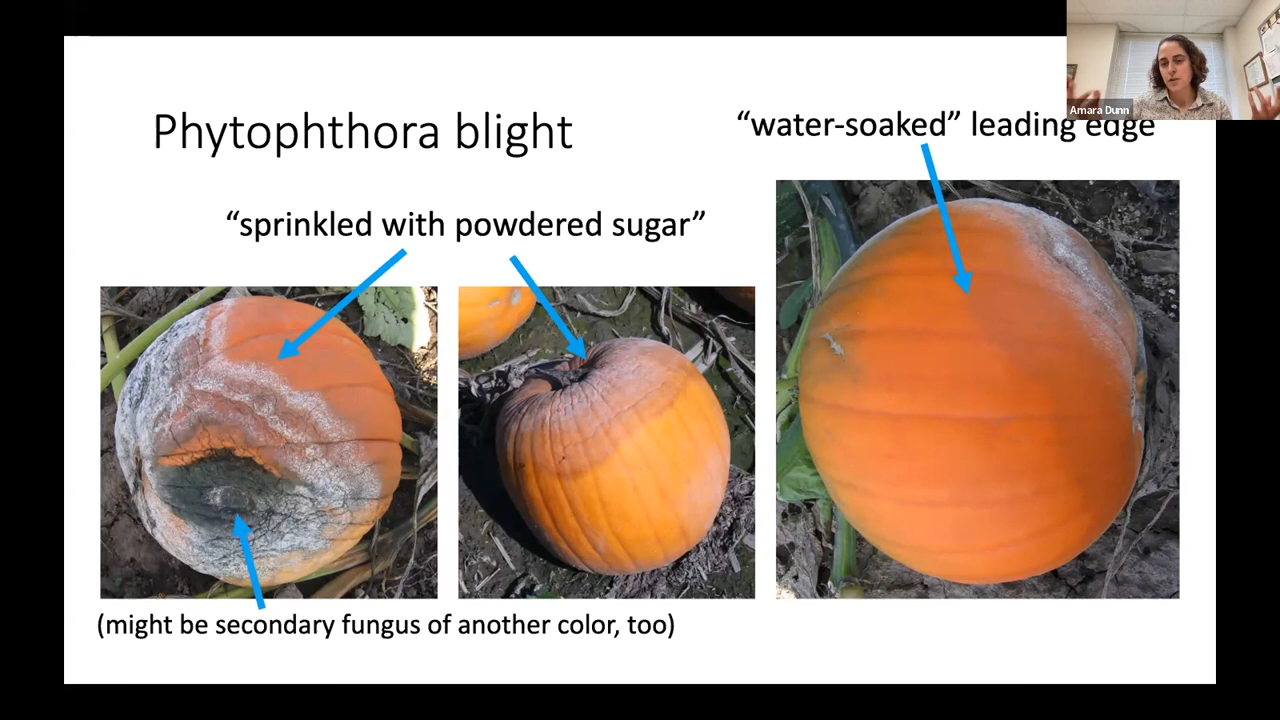 Amara Dunn
Phytophthora blight
“water-soaked” leading edge
“sprinkled with powdered sugar”
(might be secondary fungus of another color, too)